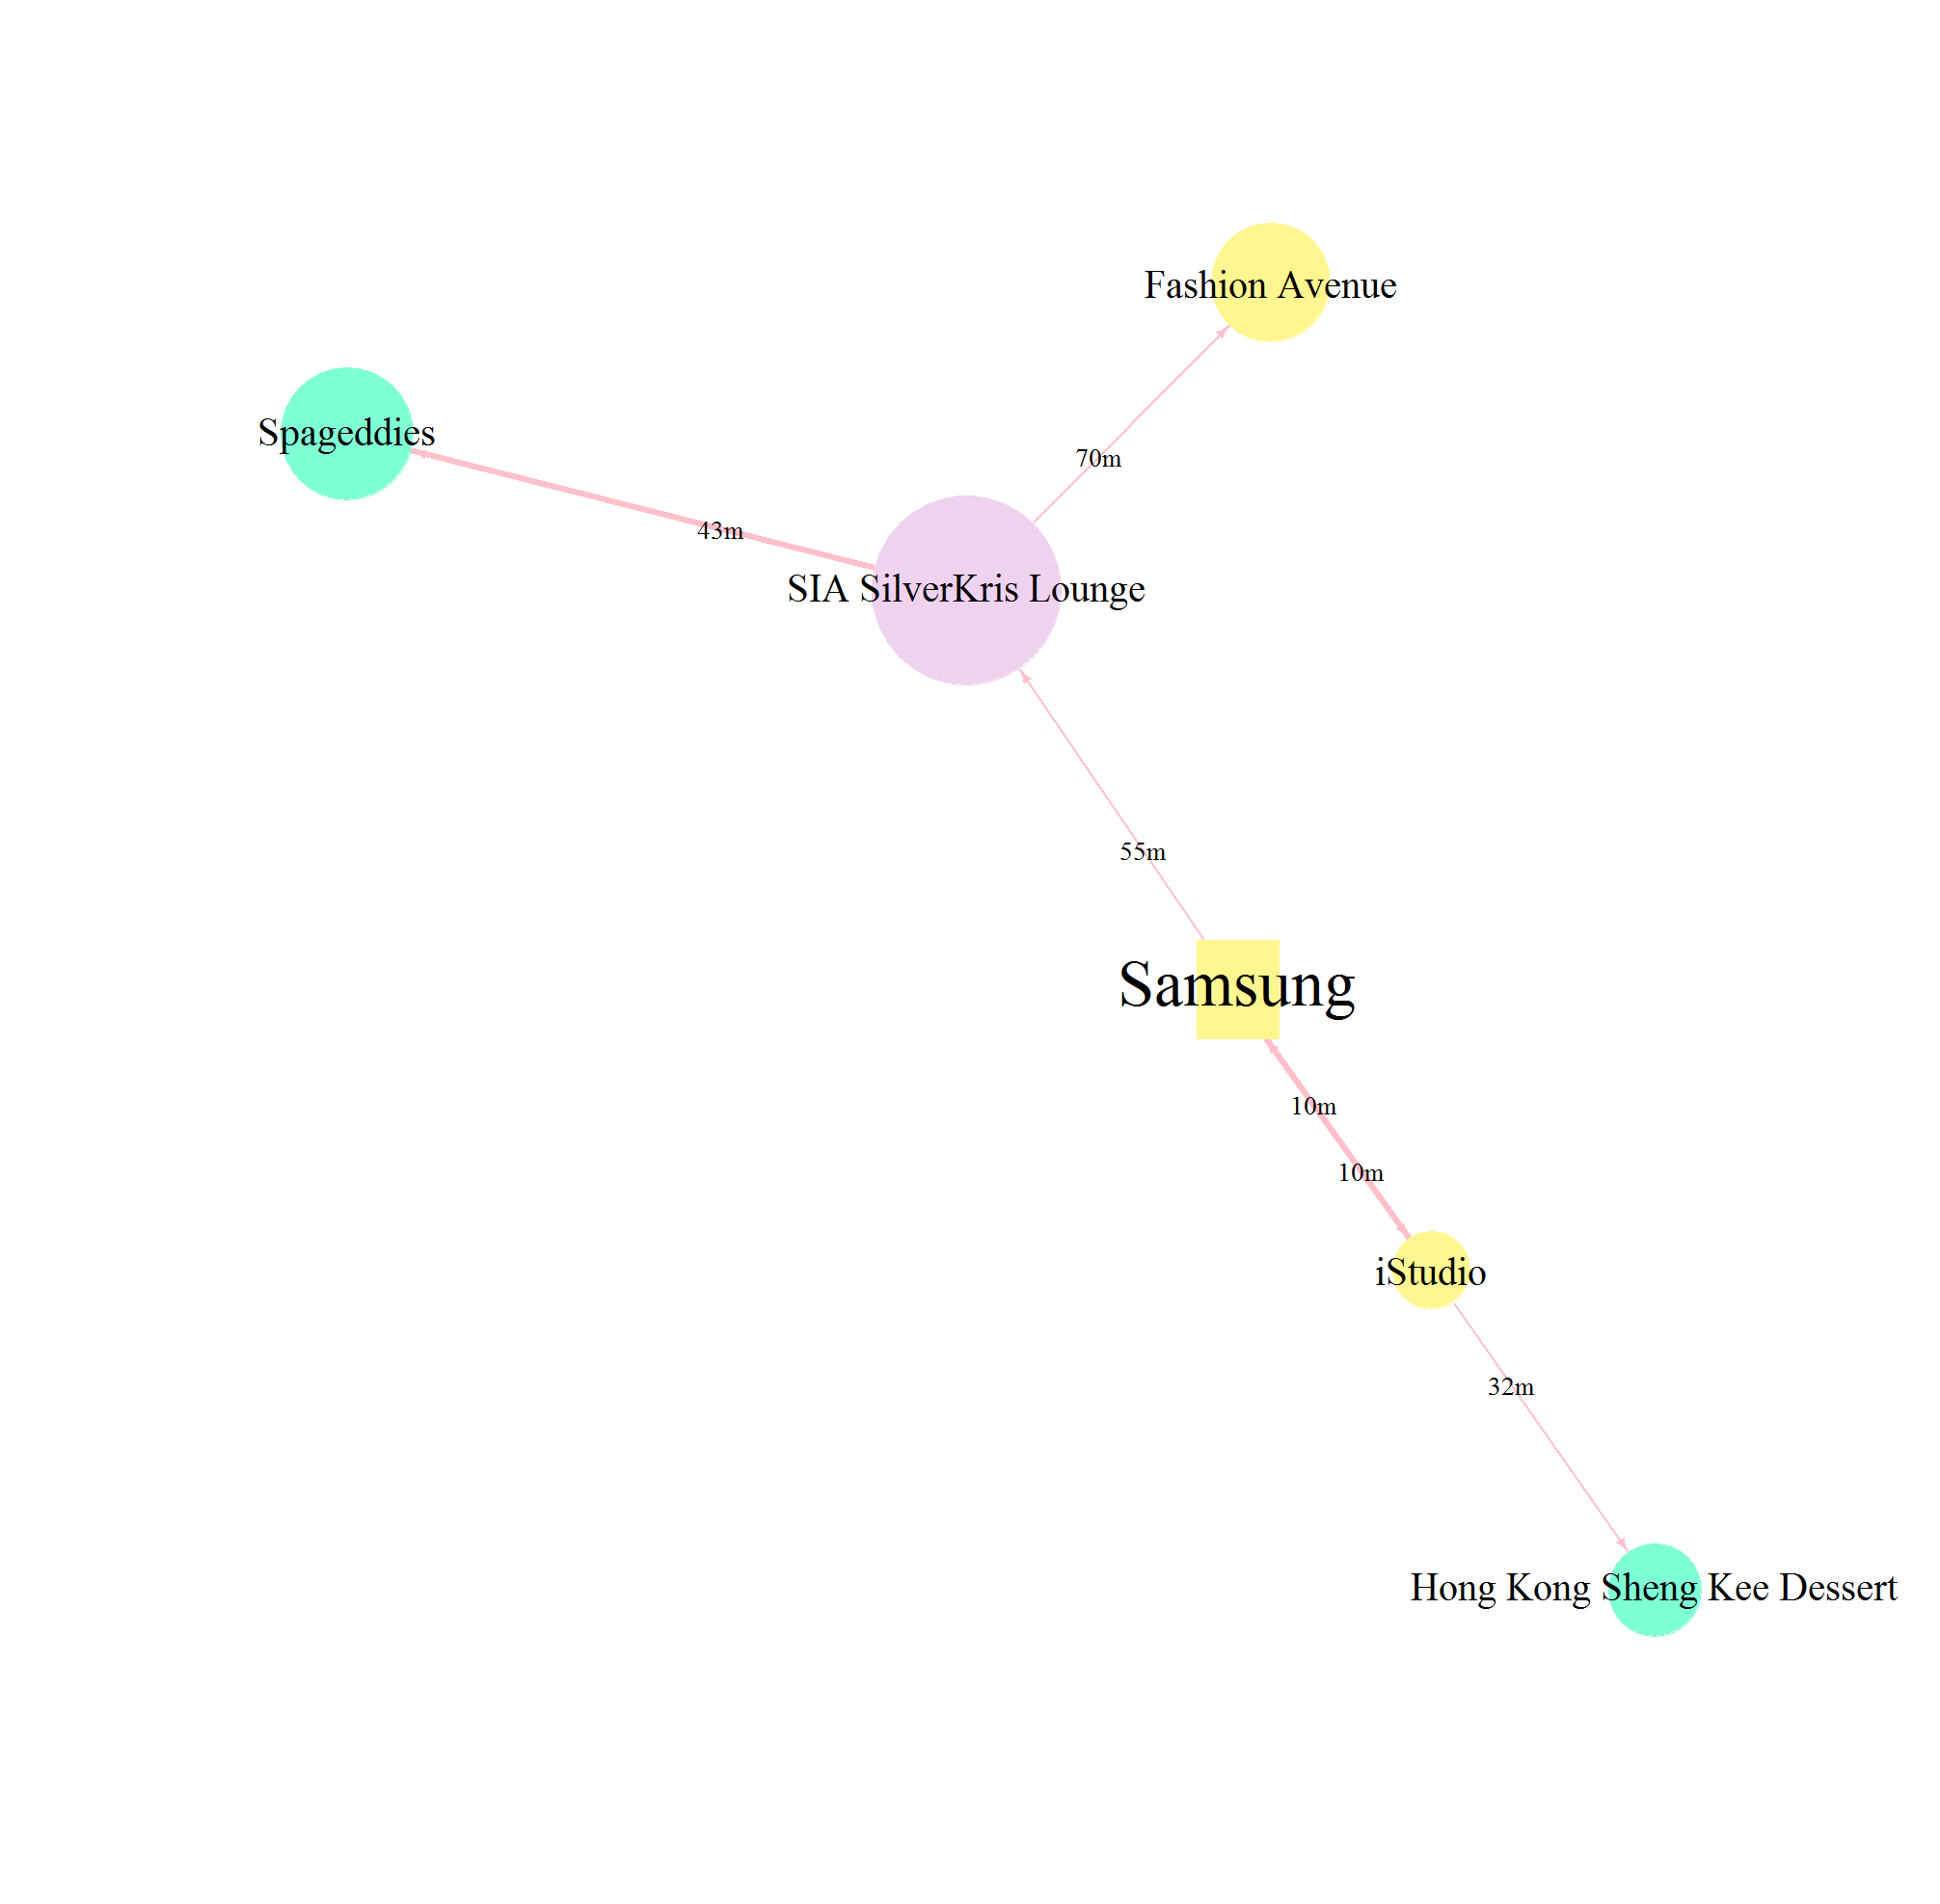 Fashion Avenue
Spageddies
70m
43m
SIA SilverKris Lounge
55m
Samsung
10m
10m
iStudio
32m
Hong Kong Sheng Kee Dessert